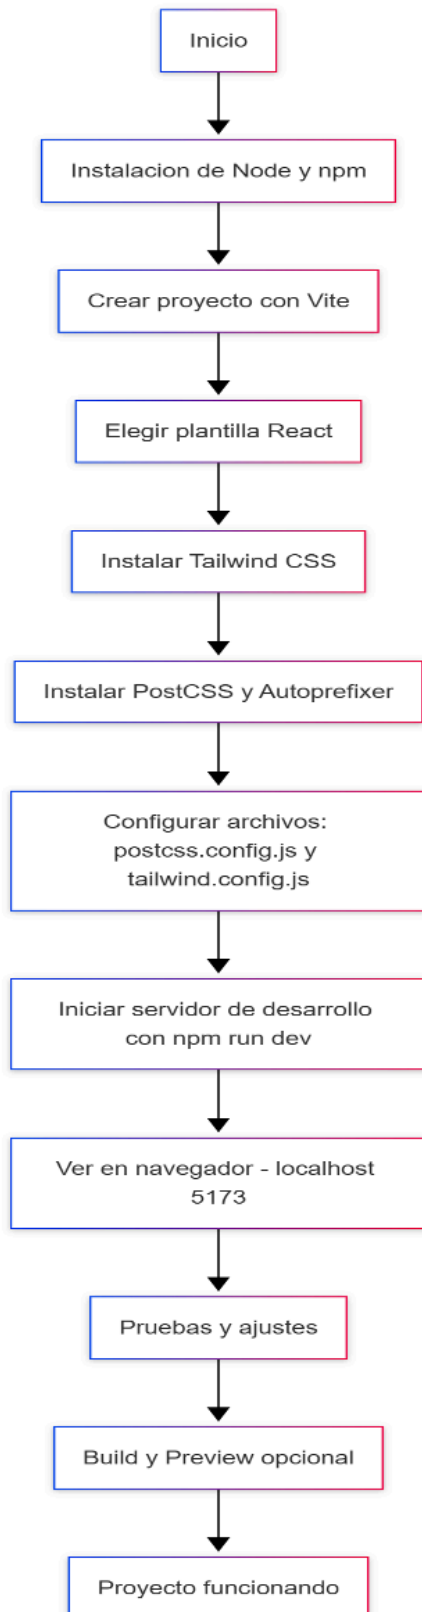 Inicio
Instalacion de Node y npm
Crear proyecto con Vite
Elegir plantilla React
Instalar Tailwind CSS
Instalar PostCSS y Autoprefixer
Configurar archivos:
postcss.config.js y
tailwind.config.js
Iniciar servidor de desarrollo
con npm run dev
Ver en navegador - localhost
5173
Pruebas y ajustes
Build y Preview opcional
Proyecto funcionando